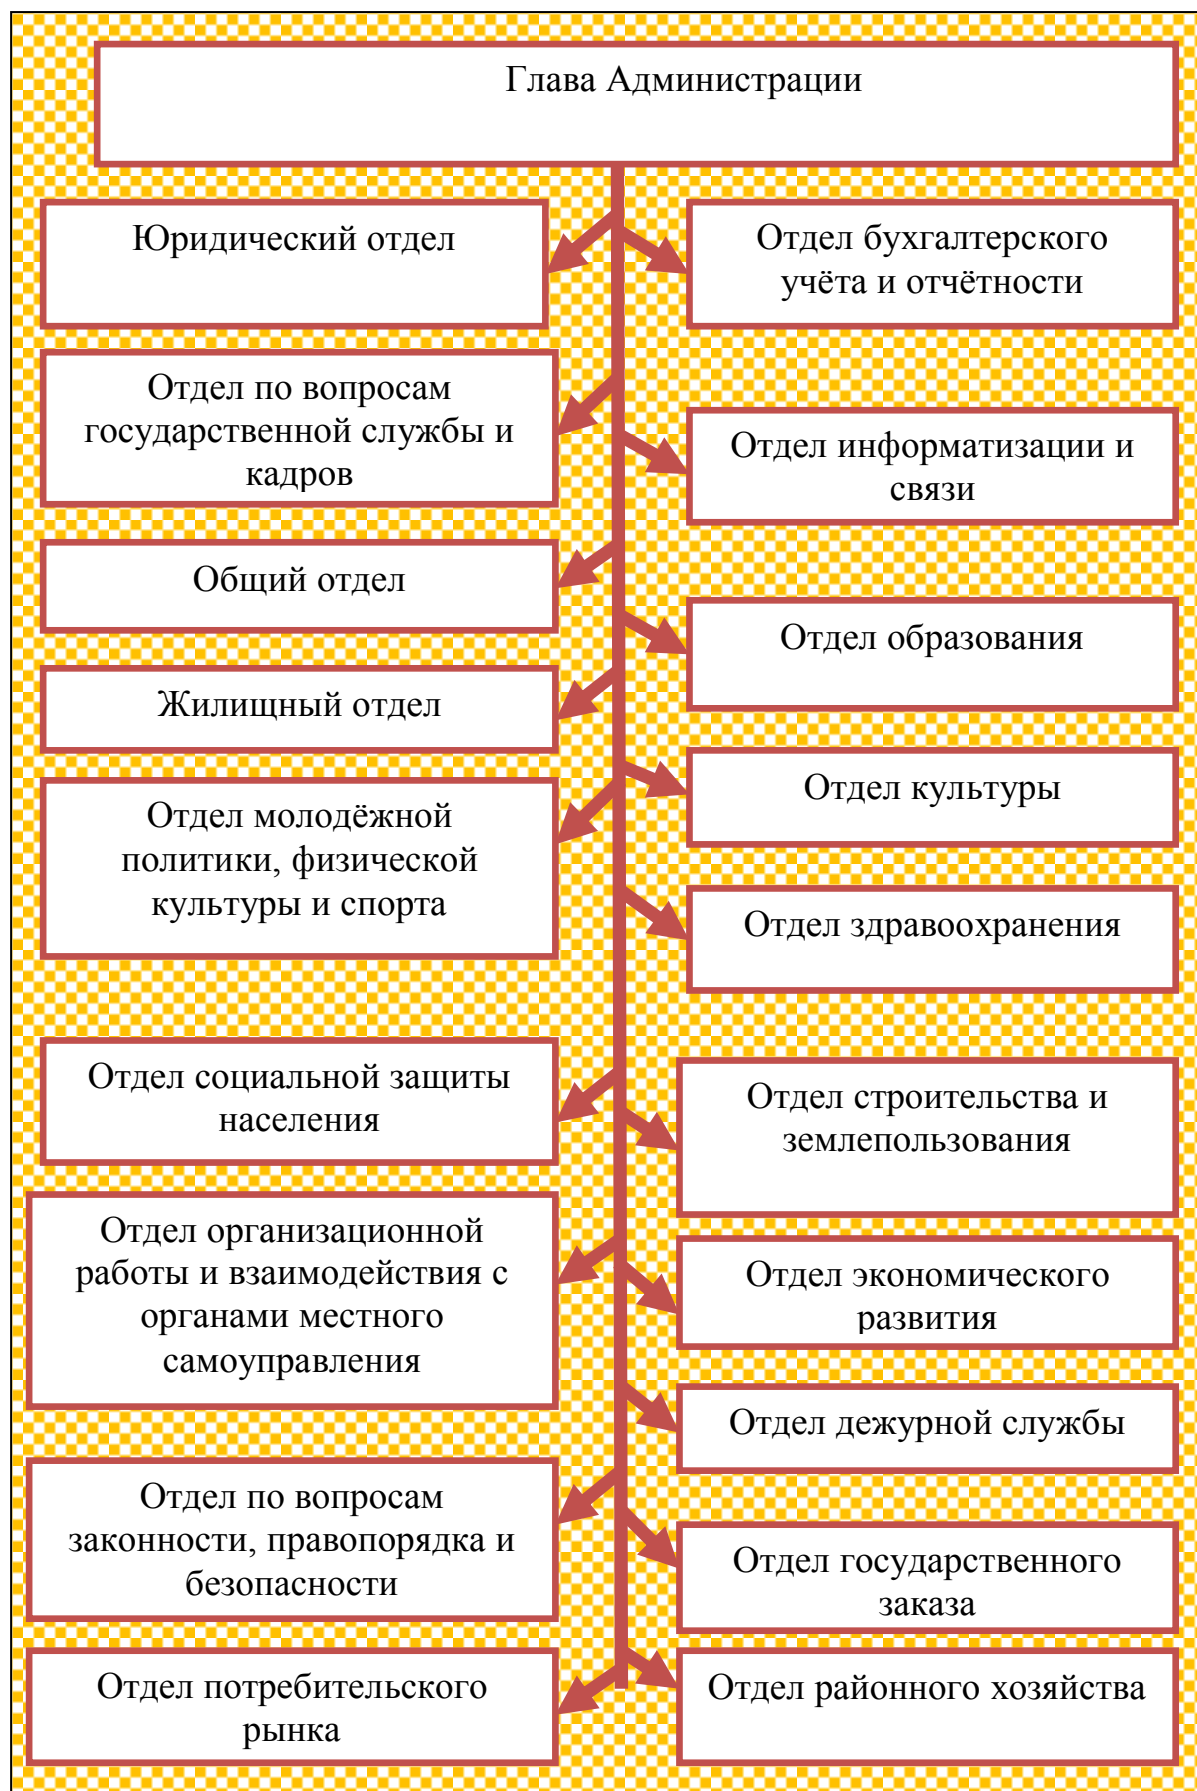 Глава Администрации
Юридический отдел
Отдел бухгалтерского
учёта и отчётности
Отдел по вопросам
государственной службы и
кадров
Отдел информатизации и
связи
Общий отдел
Отдел образования
Жилищный отдел
Отдел культуры
Отдел молодёжной
политики, физической
культуры и спорта
Отдел здравоохранения
Отдел социальной защиты
населения
Отдел строительства и
землепользования
Отдел организационной
работы и взаимодействия с
органами местного
самоуправления
Отдел экономического
развития
Отдел дежурной службы
Отдел по вопросам
законности, правопорядка и
безопасности
Отдел государственного
заказа
Отдел потребительского
рынка
Отдел районного хозяйства